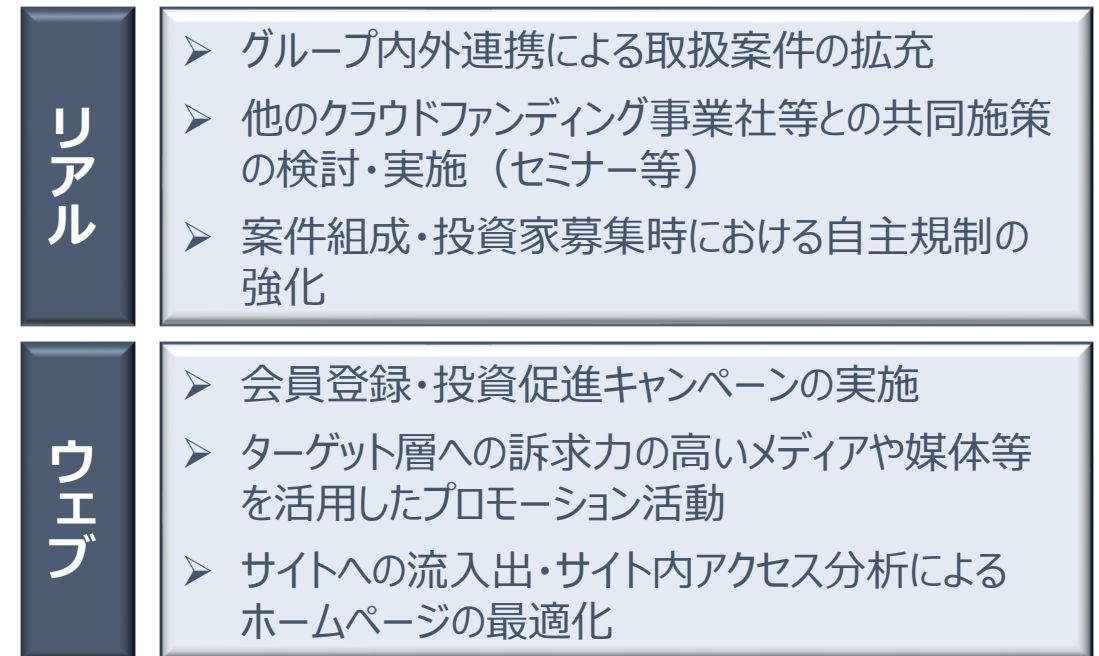 リアル
➢ グループ内外連携による取扱案件の拡充
➢ 他のクラウドファンディング事業社等との共同施策
の検討・実施（セミナー等）
➢ 案件組成・投資家募集時における自主規制の
強化
ウェブ
➢ 会員登録・投資促進キャンペーンの実施
➢ ターゲット層への訴求力の高いメディアや媒体等
を活用したプロモーション活動
➢ サイトへの流入出・サイト内アクセス分析による
ホームページの最適化